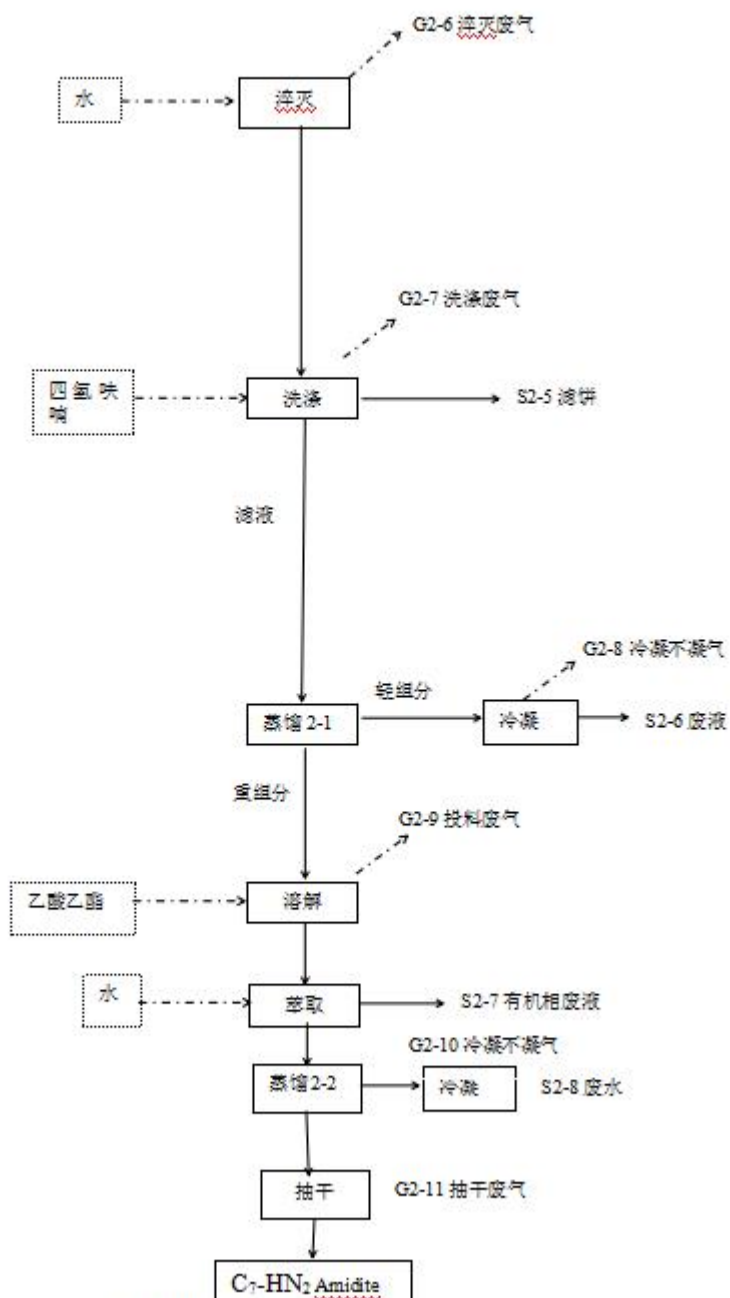 G2-6 淬灭废气
水
淬灭
G2-7 洗涤废气
四氢呋
喃
洗涤
S2-5 滤饼
滤液
G2-8 冷凝不凝气
轻组分
蒸馏 2-1
冷凝
S2-6 废液
重组分
G2-9 投料废气
乙酸乙酯
溶解
水
萃取
S2-7 有机相废液
G2-10 冷凝不凝气
蒸馏 2-2
冷凝
S2-8 废水
抽干
G2-11 抽干废气
C₇-HN₂ Amidite